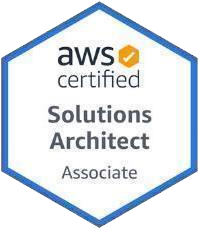 aws
certified
Solutions
Architect
Associate